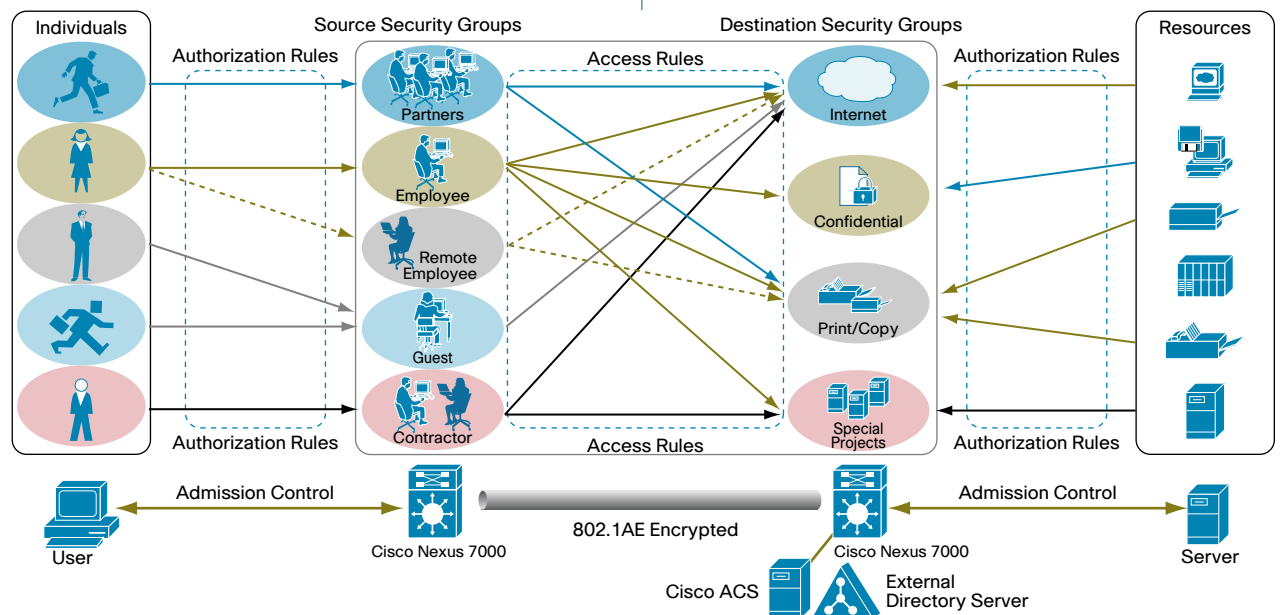 Individuals
Source Security Groups
Destination Security Groups
Resources
Authorization Rules
Access Rules
Authorization Rules
Partners
Internet
Employee
Confidential
Remote
Employee
Print/Copy
Guest
Contractor
Special
Projects
Authorization Rules
Access Rules
Authorization Rules
Admission Control
Admission Control
802.1AE Encrypted
User
Cisco Nexus 7000
Cisco Nexus 7000
Server
Cisco ACS
External
Directory Server